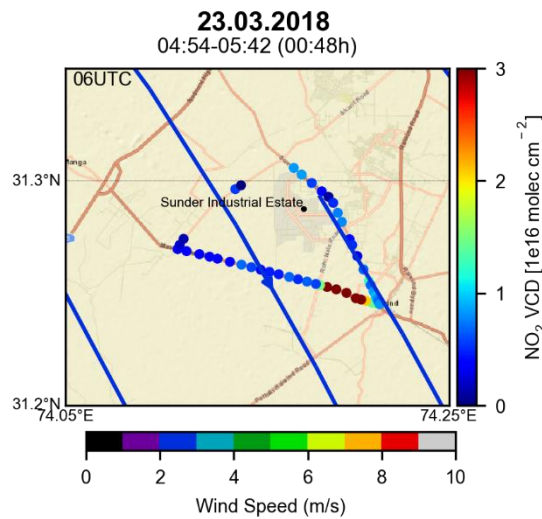 23.03.2018
04:54-05:42 (00:48h)
06UTC
31.3°N
Sunder Industrial Estate
31.2°N
74.05°E
74.25°E
3
2
1
0
NO₂ VCD [1e16 molec cm⁻²]
0
2
4
6
8
10
Wind Speed (m/s)